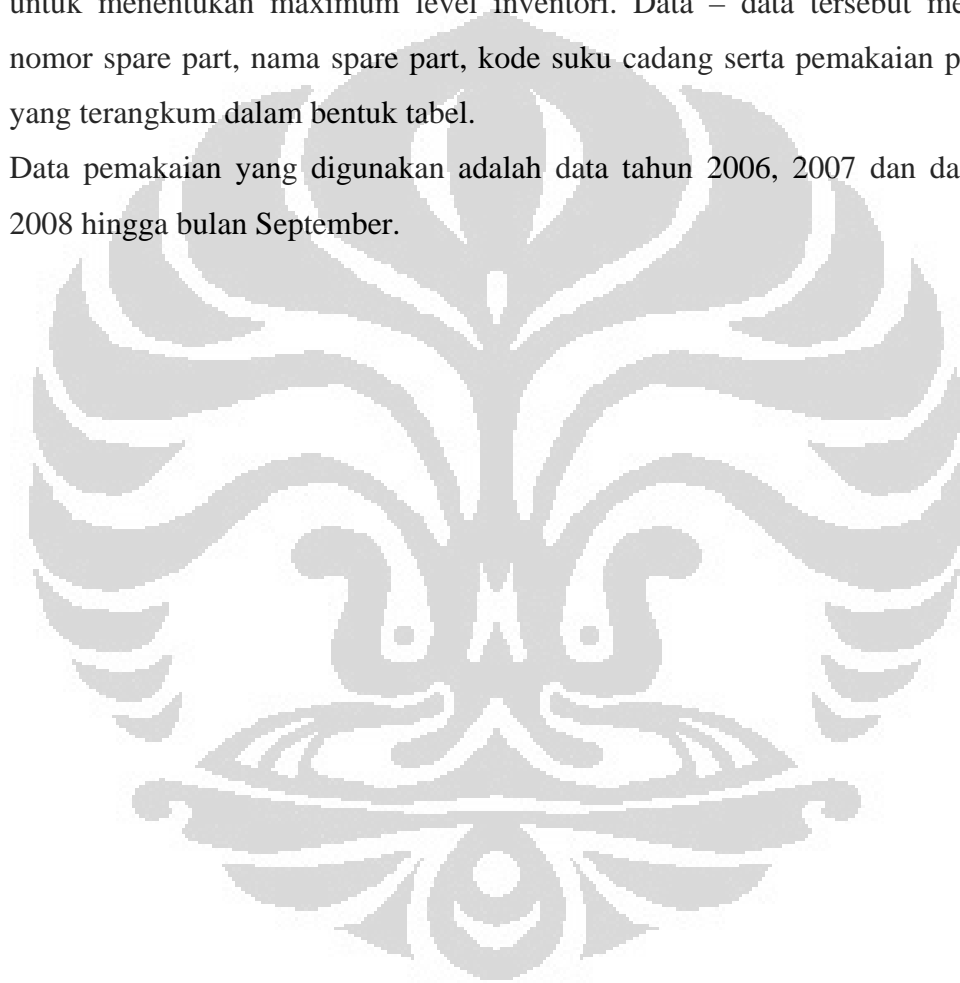 untuk menentukan maximum level inventori. Data – data tersebut me
nomor spare part, nama spare part, kode suku cadang serta pemakaian p
yang terangkum dalam bentuk tabel.
Data pemakaian yang digunakan adalah data tahun 2006, 2007 dan da
2008 hingga bulan September.